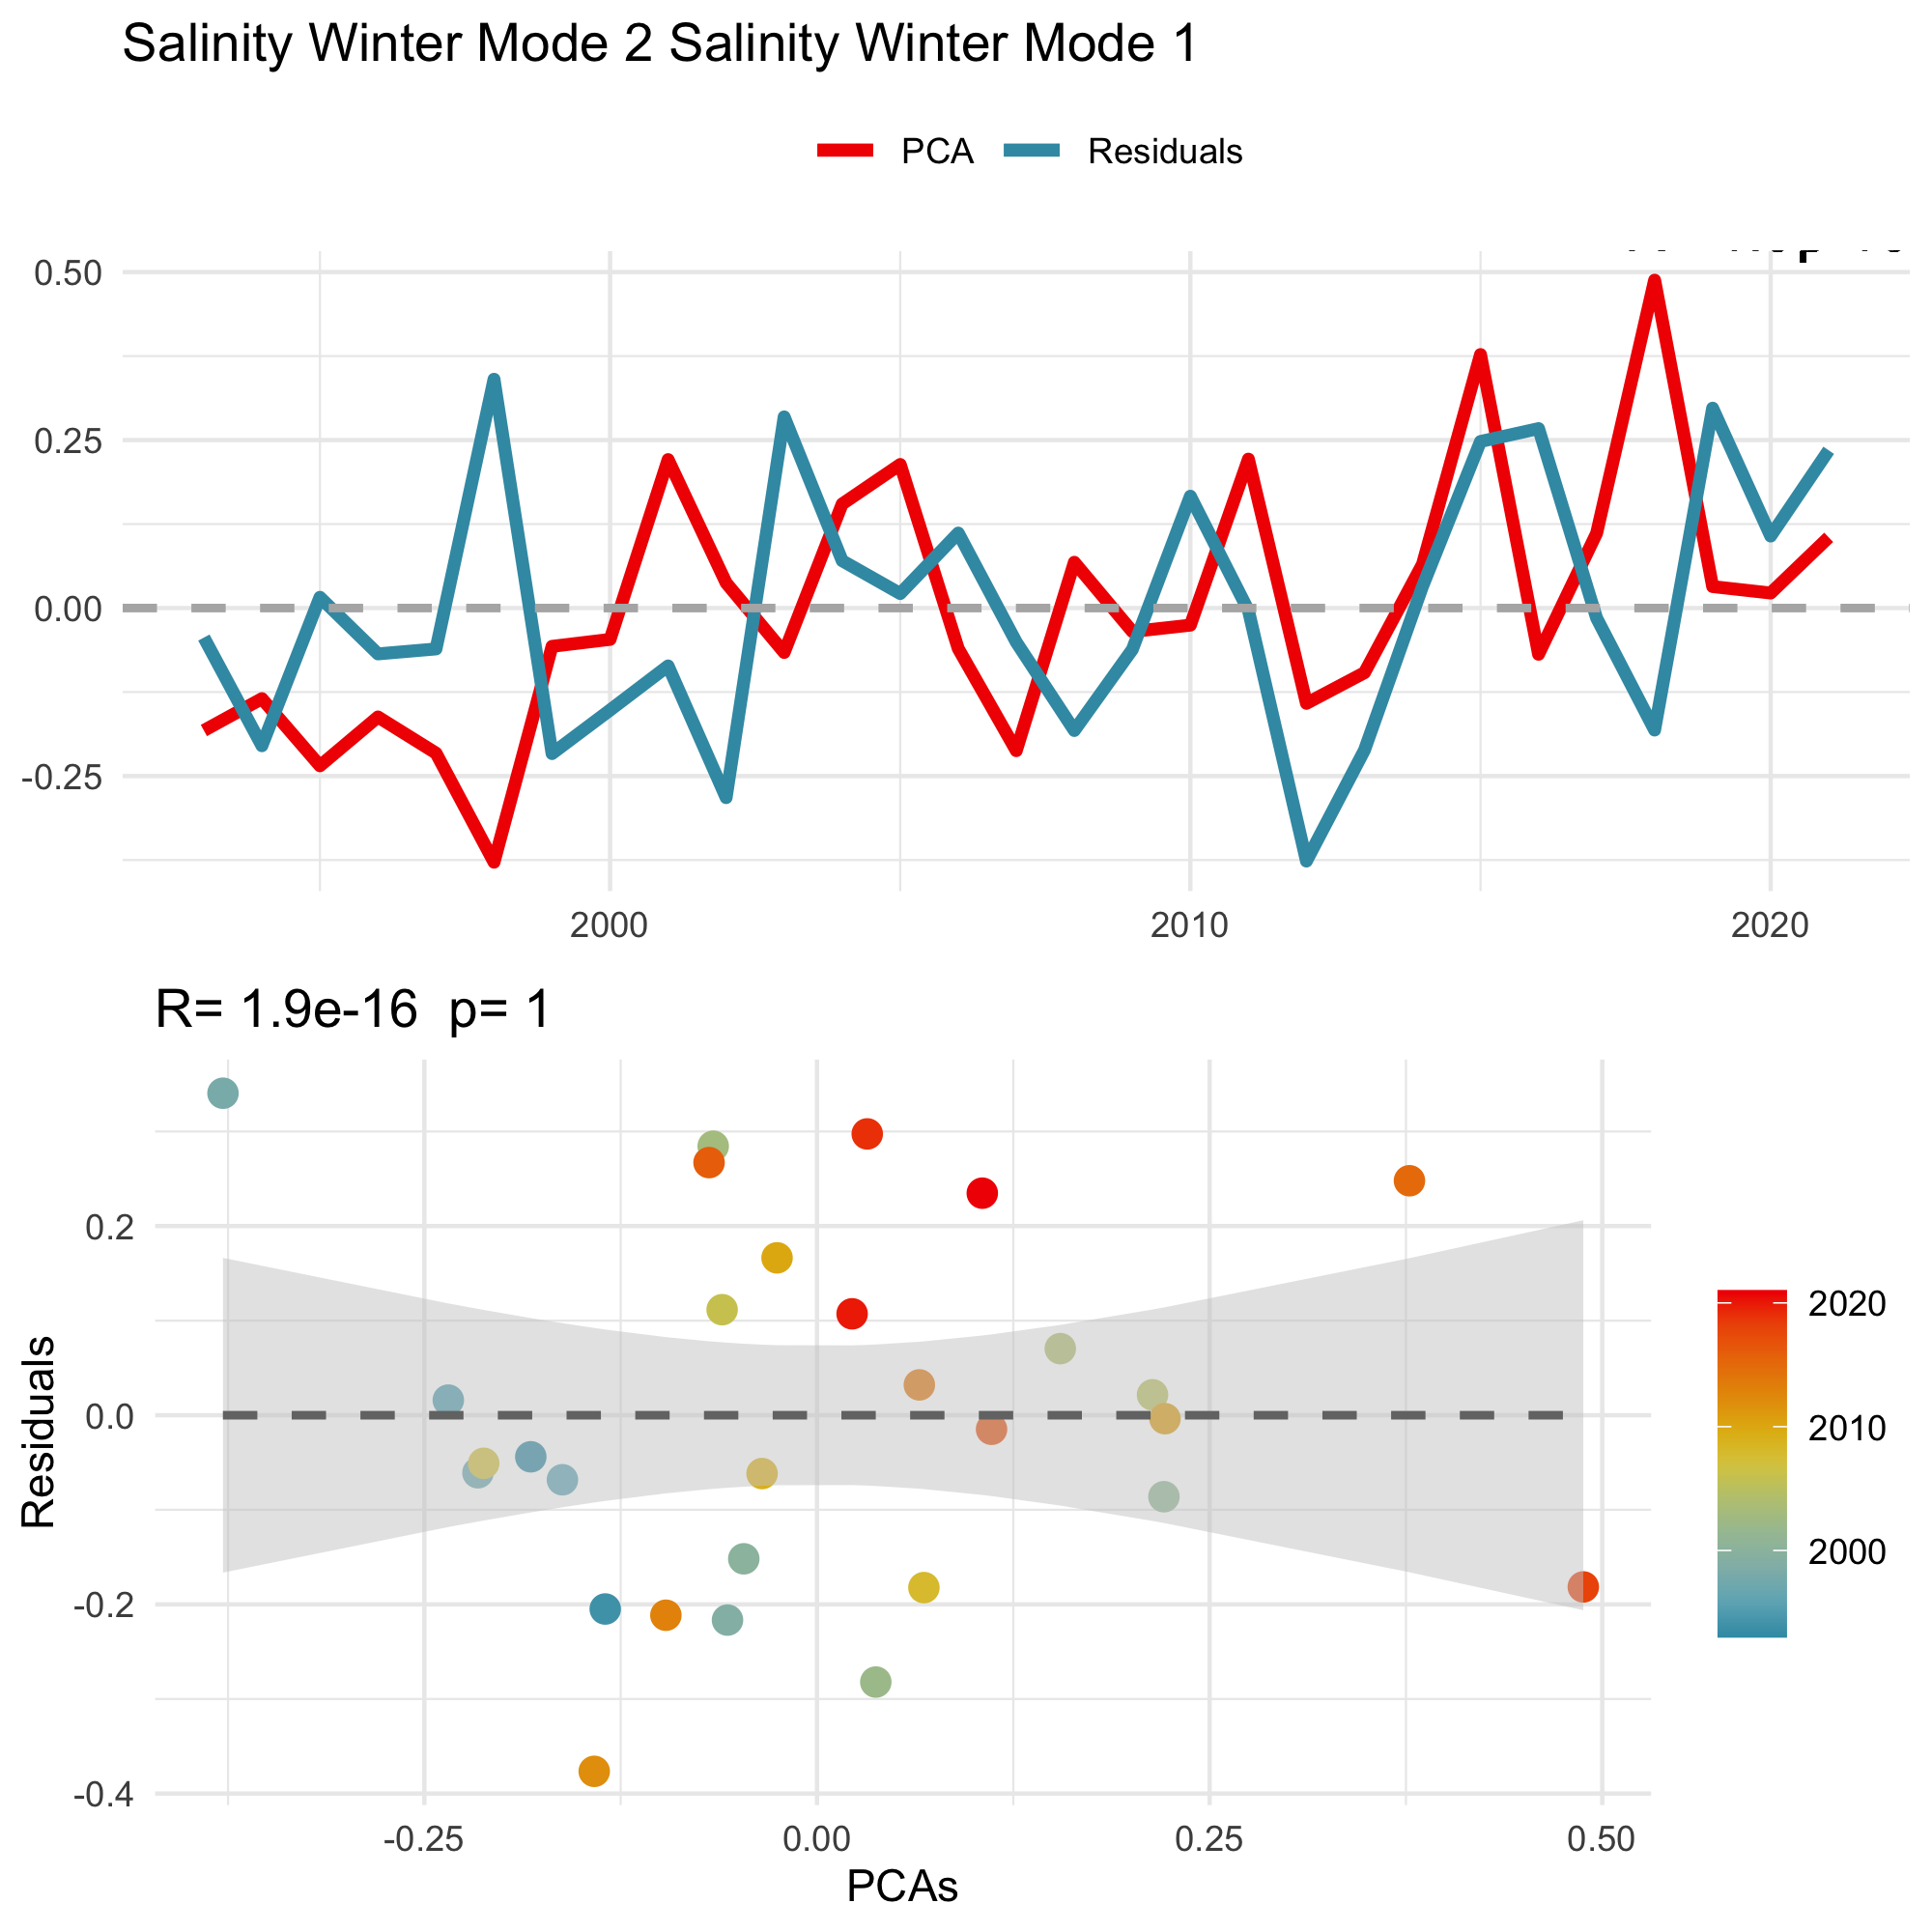 Salinity Winter Mode 2 Salinity Winter Mode 1
PCA Residuals
0.50
0.25
0.00
-0.25
2000 2010 2020
R= 1.9e-16 p= 1
Residuals
0.2
0.0
-0.2
-0.4
-0.25 0.00 0.25 0.50
PCAs
2020
2010
2000